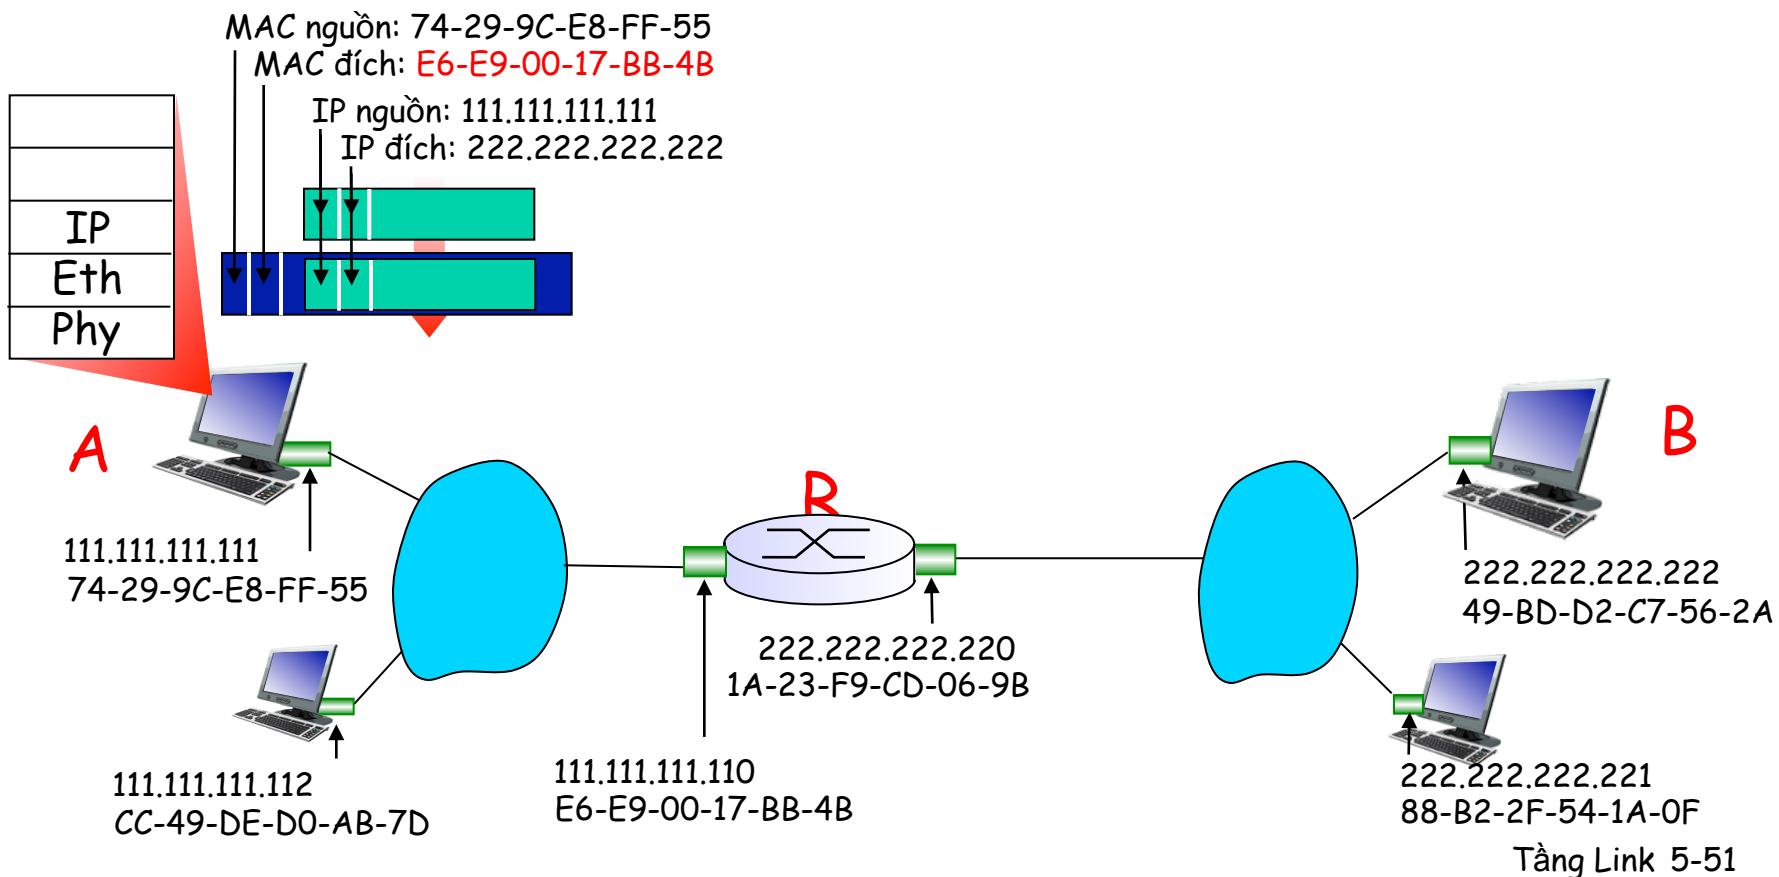 MAC nguồn: 74-29-9C-E8-FF-55
MAC đích: E6-E9-00-17-BB-4B
IP nguồn: 111.111.111.111
IP đích: 222.222.222.222
IP
Eth
Phy
A
R
B
111.111.111.111
74-29-9C-E8-FF-55
222.222.222.222
49-BD-D2-C7-56-2A
222.222.222.220
1A-23-F9-CD-06-9B
111.111.111.112
CC-49-DE-D0-AB-7D
111.111.111.110
E6-E9-00-17-BB-4B
222.222.222.221
88-B2-2F-54-1A-0F
Tầng Link 5-51